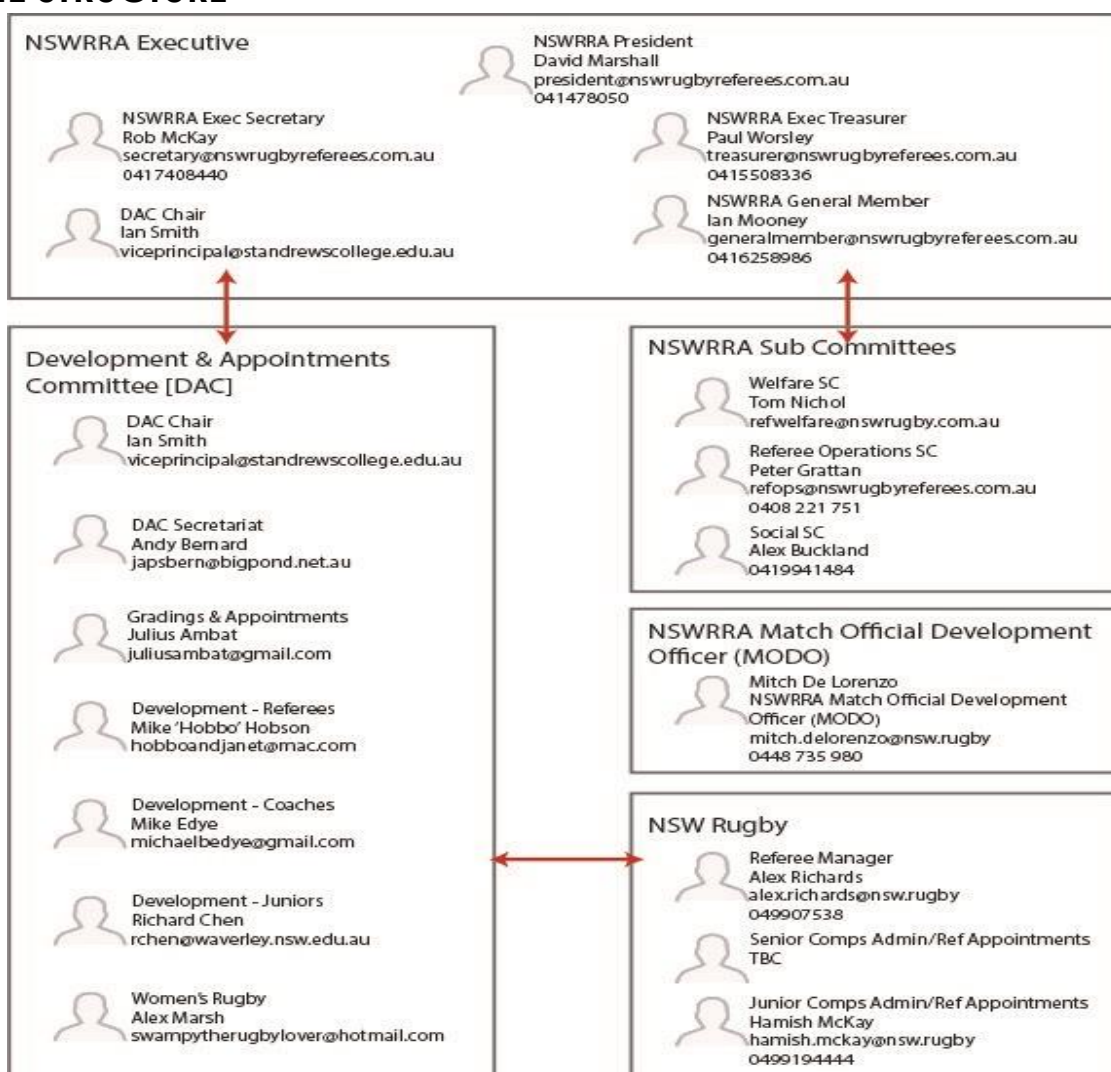 NSWRRA Executive
NSWRRA President
David Marshall
president@nswrugbyreferees.com.au
041478050
NSWRRA Exec Secretary
Rob McKay
secretary@nswrugbyreferees.com.au
0417408440
NSWRRA Exec Treasurer
Paul Worsley
treasurer@nswrugbyreferees.com.au
0415508336
DAC Chair
Ian Smith
viceprincipal@standrewscollege.edu.au
NSWRRA General Member
Ian Mooney
generalmember@nswrugbyreferees.com.au
0416258986
Development & Appointments
Committee [DAC]
DAC Chair
Ian Smith
viceprincipal@standrewscollege.edu.au
DAC Secretariat
Andy Bernard
japsbern@bigpond.net.au
Gradings & Appointments
Julius Ambat
juliusambat@gmail.com
Development - Referees
Mike 'Hobbo' Hobson
hobboandjanet@mac.com
Development - Coaches
Mike Edye
michaelbedye@gmail.com
Development - Juniors
Richard Chen
rchen@waverley.nsw.edu.au
Women's Rugby
Alex Marsh
swampytherugbylover@hotmail.com
NSWRRA Sub Committees
Welfare SC
Tom Nichol
refwelfare@nswrugby.com.au
Referee Operations SC
Peter Grattan
refops@nswrugbyreferees.com.au
0408 221 751
Social SC
Alex Buckland
0419941484
NSWRRA Match Official Development
Officer (MODO)
Mitch De Lorenzo
NSWRRA Match Official Development
Officer (MODO)
mitch.delorenzo@nsw.rugby
0448 735 980
NSW Rugby
Referee Manager
Alex Richards
alex.richards@nsw.rugby
049907538
Senior Comps Admin/Ref Appointments
TBC
Junior Comps Admin/Ref Appointments
Hamish McKay
hamish.mckay@nsw.rugby
0499194444